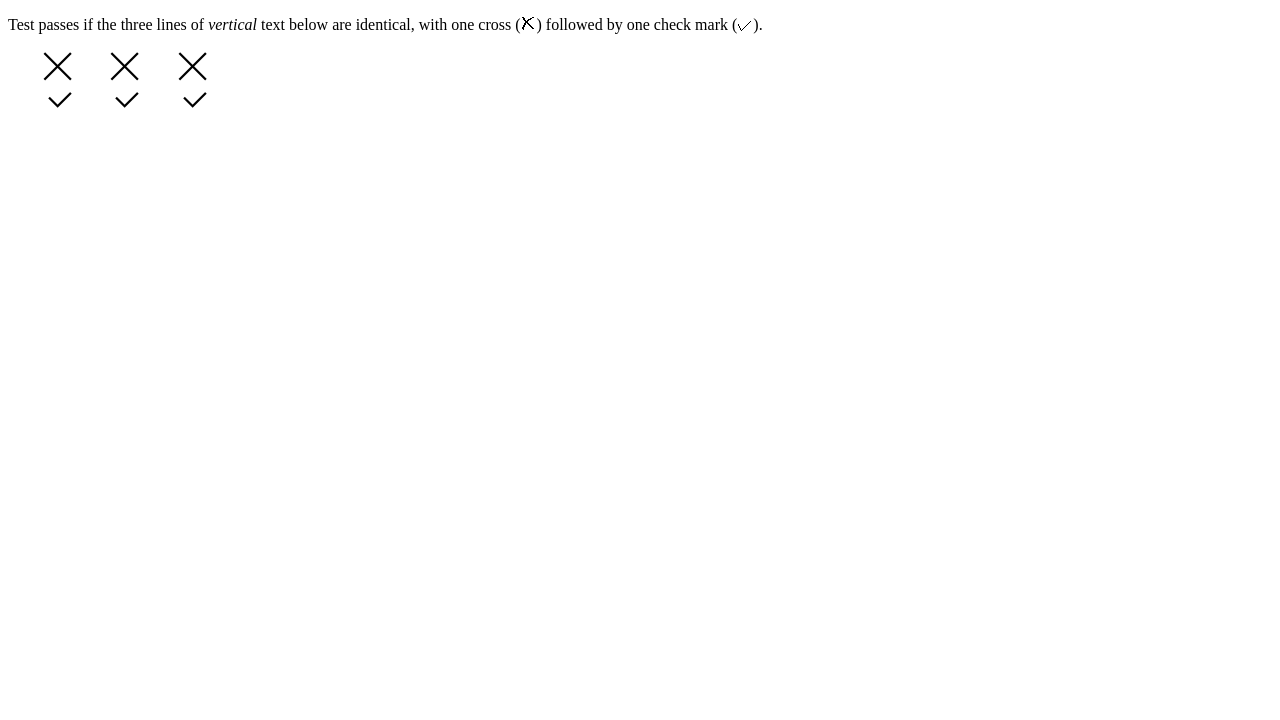 Test passes if the three lines of vertical text below are identical, with one cross (✕) followed by one check mark (✓).
✕✓
✕✓
✕✓